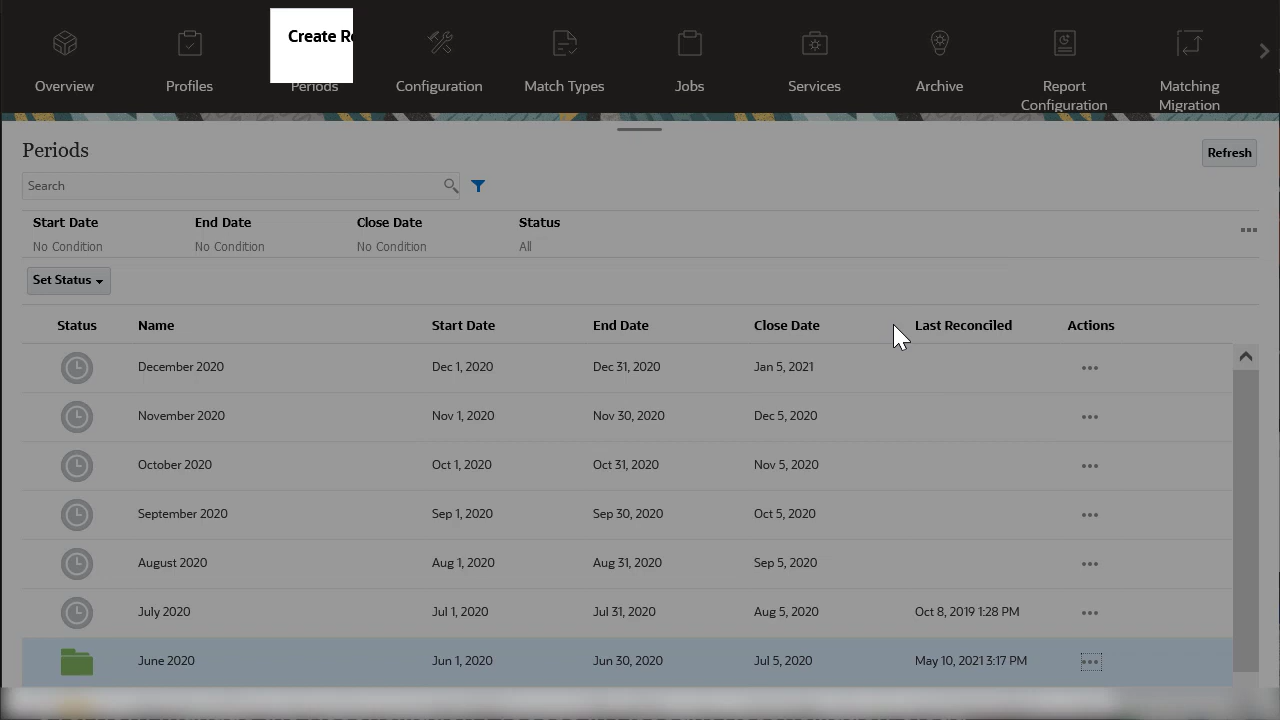 Create
Overview
Profiles
Periods
Configuration
Match Types
Jobs
Services
Archive
Report
Configuration
Matching
Migration
Periods
Refresh
Search
Start Date
End Date
Close Date
Status
No Condition
No Condition
No Condition
All
Set Status
Status Name Start Date End Date Close Date Last Reconciled Actions
December 2020 Dec 1, 2020 Dec 31, 2020 Jan 5, 2021
November 2020 Nov 1, 2020 Nov 30, 2020 Dec 5, 2020
October 2020 Oct 1, 2020 Oct 31, 2020 Nov 5, 2020
September 2020 Sep 1, 2020 Sep 30, 2020 Oct 5, 2020
August 2020 Aug 1, 2020 Aug 31, 2020 Sep 5, 2020
July 2020 Jul 1, 2020 Jul 31, 2020 Aug 5, 2020 Oct 8, 2019 1:28 PM
June 2020 Jun 1, 2020 Jun 30, 2020 Jul 5, 2020 May 10, 2021 3:17 PM